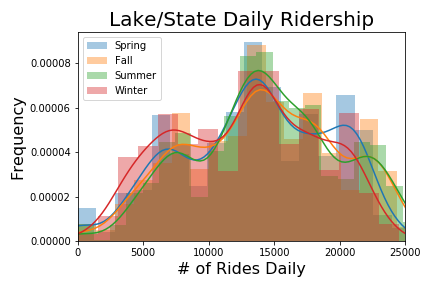 Lake/State Daily Ridership
Spring
Fall
Summer
Winter
Frequency
0.00008
0.00006
0.00004
0.00002
0.00000
0 5000 10000 15000 20000 25000
# of Rides Daily